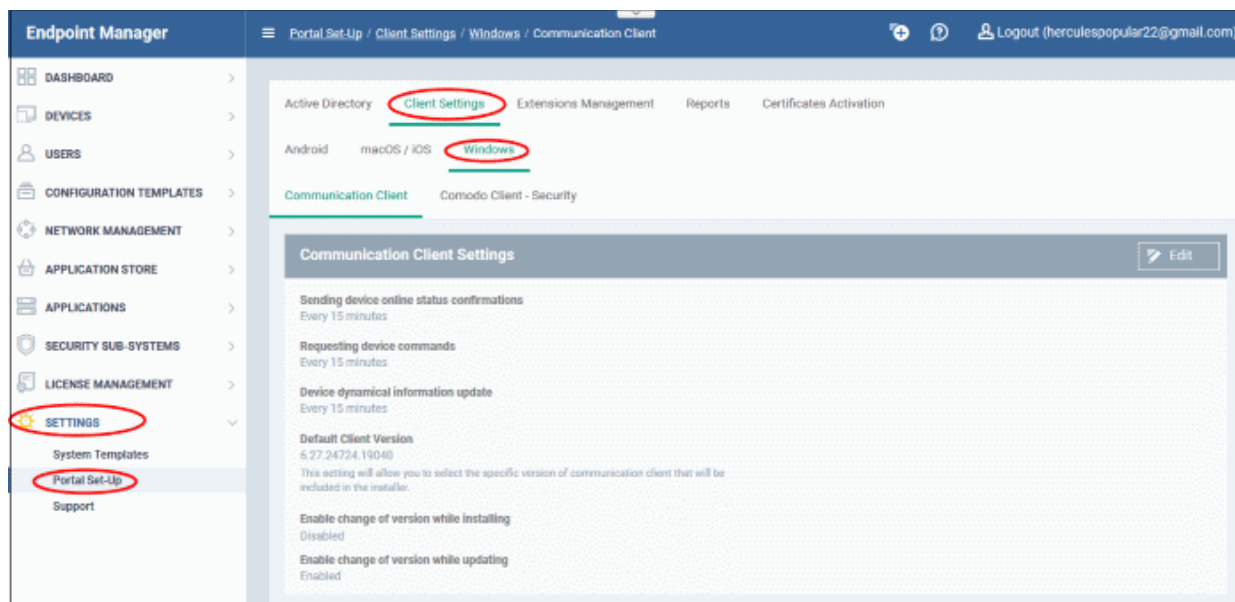 Endpoint Manager
Portal Set-Up / Client Settings / Windows / Communication Client
Logout (herculespopular22@gmail.com)
DASHBOARD
DEVICES
USERS
CONFIGURATION TEMPLATES
NETWORK MANAGEMENT
APPLICATION STORE
APPLICATIONS
SECURITY SUB-SYSTEMS
LICENSE MANAGEMENT
SETTINGS
System Templates
Portal Set-Up
Support
Active Directory Client Settings Extensions Management Reports Certificates Activation
Android macOS / iOS Windows
Communication Client Comodo Client - Security
Communication Client Settings
Edit
Sending device online status confirmations
Every 15 minutes
Requesting device commands
Every 15 minutes
Device dynamical information update
Every 15 minutes
Default Client Version
6.27.24724.19040
This setting will allow you to select the specific version of communication client that will be
included in the installer.
Enable change of version while installing
Disabled
Enable change of version while updating
Enabled